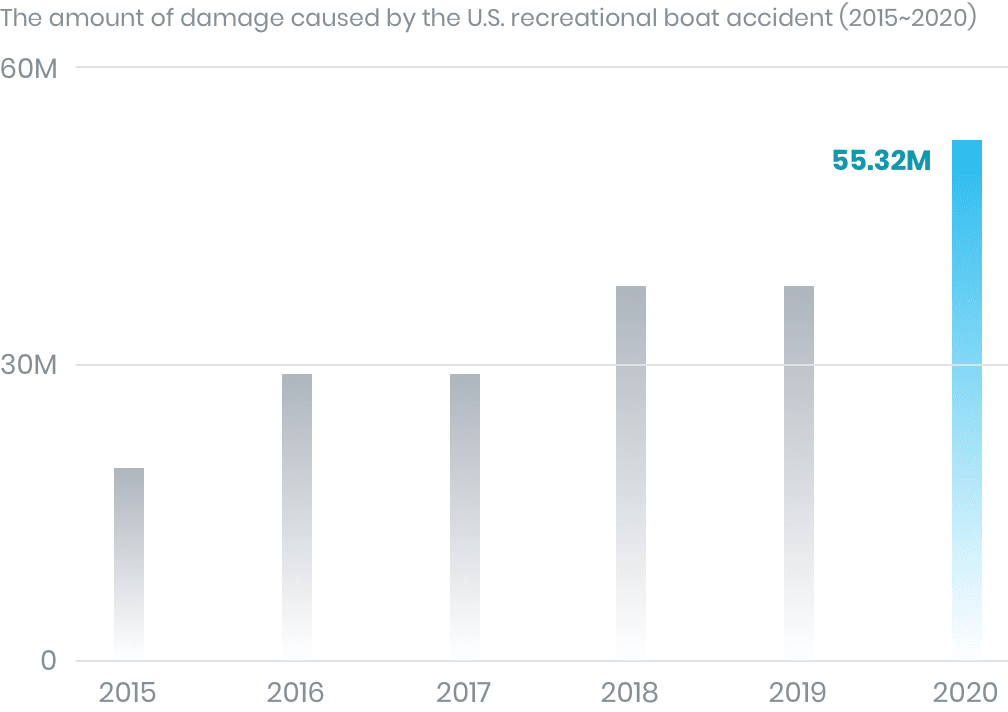 The amount of damage caused by the U.S. recreational boat accident (2015~2020)
60M
55.32M
30M
0
2015 2016 2017 2018 2019 2020